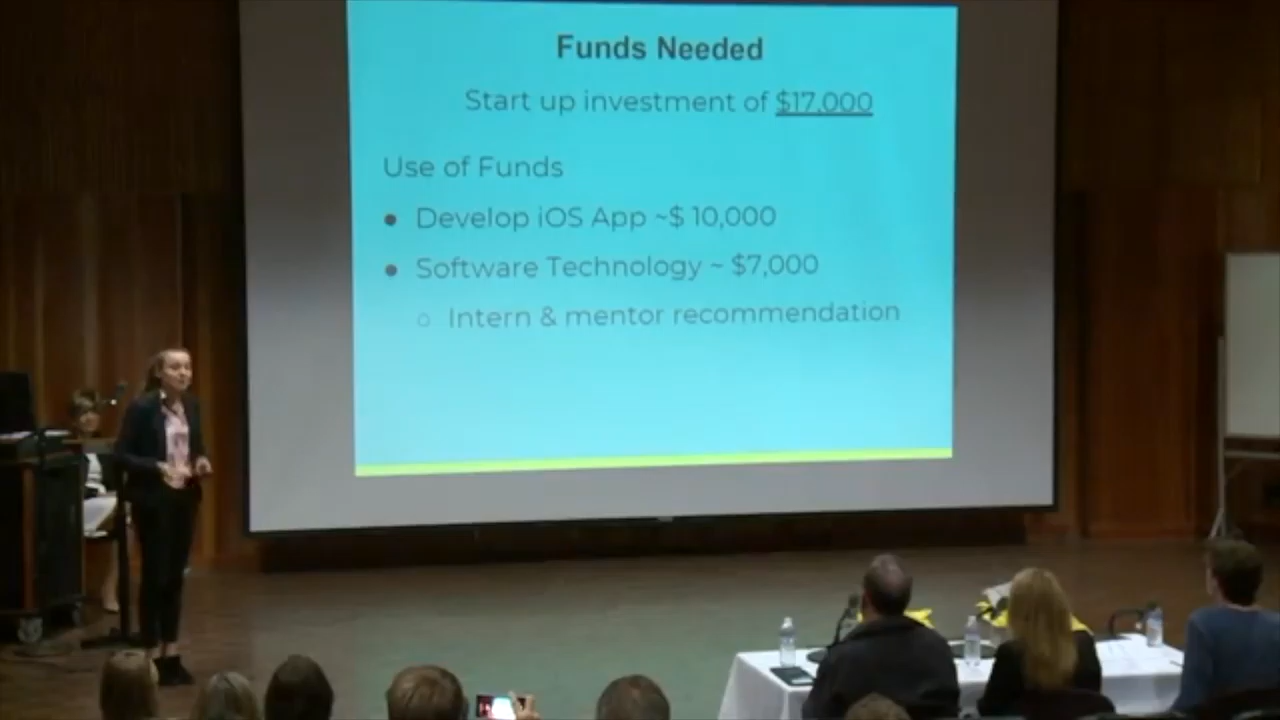 Funds Needed
Start up investment of $17,000
Use of Funds
● Develop iOS App ~$ 10,000
● Software Technology ~ $7,000
○ Intern & mentor recommendation